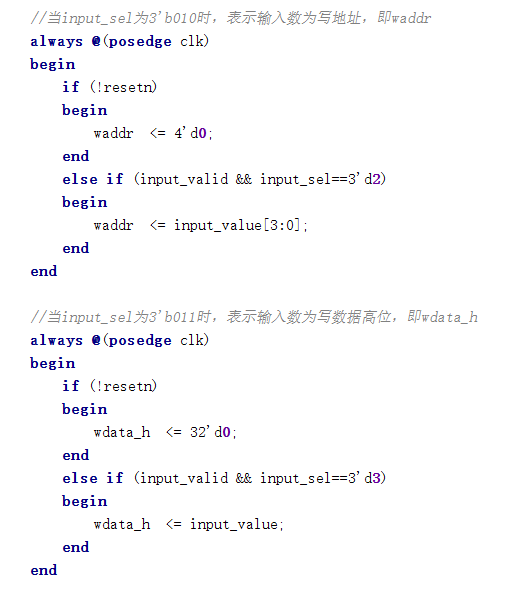 //当input_sel为3'b010时，表示输入数为写地址，即waddr
always @(posedge clk)
begin
if (!resetn)
begin
waddr <= 4'd0;
end
else if (input_valid && input_sel==3'd2)
begin
waddr <= input_value[3:0];
end
end
//当input_sel为3'b011时，表示输入数为写数据高位，即wdata_h
always @(posedge clk)
begin
if (!resetn)
begin
wdata_h <= 32'd0;
end
else if (input_valid && input_sel==3'd3)
begin
wdata_h <= input_value;
end
end